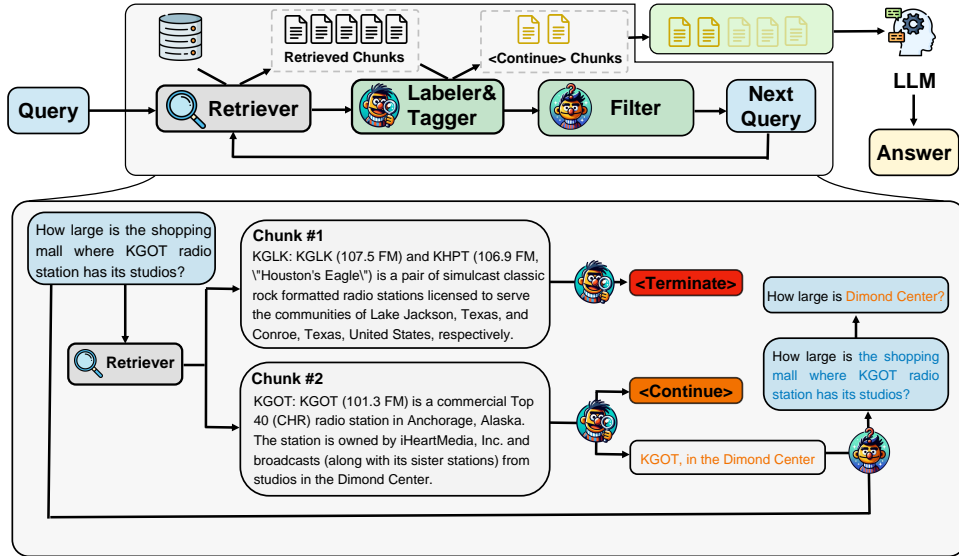 Retrieved Chunks
<Continue> Chunks
Query
Retriever
Labeler&
Tagger
Filter
Next
Query
LLM
Answer
How large is the shopping
mall where KGOT radio
station has its studios?
Retriever
Chunk #1
KGLK: KGLK (107.5 FM) and KHPT (106.9 FM,
\"Houston's Eagle\") is a pair of simulcast classic
rock formatted radio stations licensed to serve
the communities of Lake Jackson, Texas, and
Conroe, Texas, United States, respectively.
<Terminate>
Chunk #2
KGOT: KGOT (101.3 FM) is a commercial Top
40 (CHR) radio station in Anchorage, Alaska.
The station is owned by iHeartMedia, Inc. and
broadcasts (along with its sister stations) from
studios in the Dimond Center.
<Continue>
KGOT, in the Dimond Center
How large is Dimond Center?
How large is the shopping
mall where KGOT radio
station has its studios?